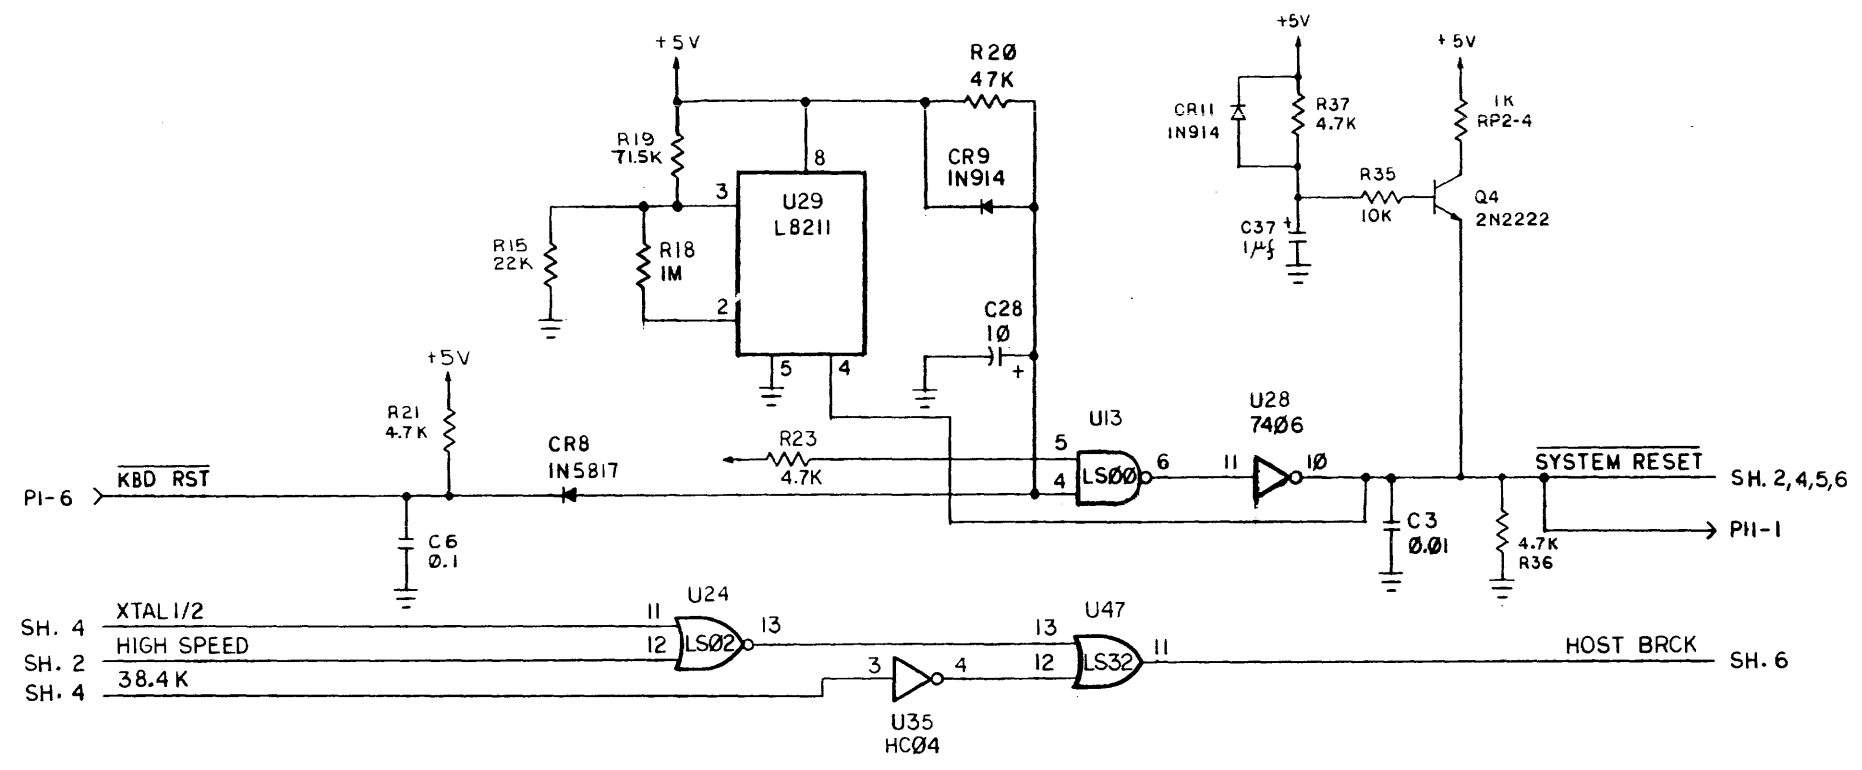 +5V
+5V
+5V
R20
47K
1K
RP2-4
CR11
1N914
R37
4.7K
R19
71.5K
8
CR9
1N914
3
U29
L8211
R35
10K
Q4
2N2222
R15
22K
R18
1M
C37
1µf
+
2
C28
10
+
5
4
+5V
R21
4.7K
CR8
1N5817
R23
4.7K
5
4
U13
LS00
6
11
U28
7406
10
SYSTEM RESET
SH. 2,4,5,6
KBD RST
P1-6
C6
0.1
C3
0.01
4.7K
R36
P11-1
SH. 4
XTAL1/2
11
U24
LS02
13
13
U47
LS32
11
HOST BRCK
SH. 6
SH. 2
HIGH SPEED
12
12
SH. 4
38.4K
3
4
U35
HC04